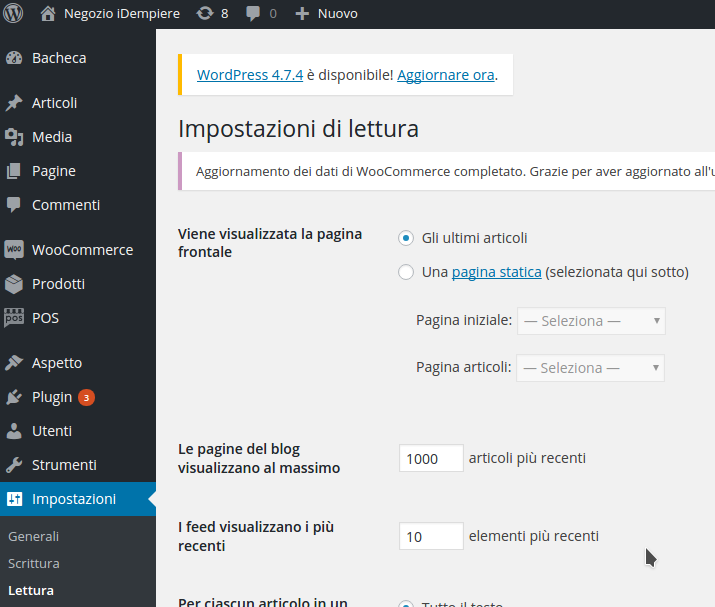 Negozio iDempiere 8 0 + Nuovo
Bacheca
Articoli
Media
Pagine
Commenti
WOO WooCommerce
Prodotti
pos POS
Aspetto
Plugin 3
Utenti
Strumenti
Impostazioni
Generali
Scrittura
Lettura
WordPress 4.7.4 è disponibile! Aggiornare ora.
Impostazioni di lettura
Aggiornamento dei dati di WooCommerce completato. Grazie per aver aggiornato all'u
Viene visualizzata la pagina
frontale
Gli ultimi articoli
Una pagina statica (selezionata qui sotto)
Pagina iniziale: — Seleziona —
Pagina articoli: — Seleziona —
Le pagine del blog
visualizzano al massimo
1000 articoli più recenti
I feed visualizzano i più
recenti
10 elementi più recenti
Per ciascun articolo in un
Tutto il testo